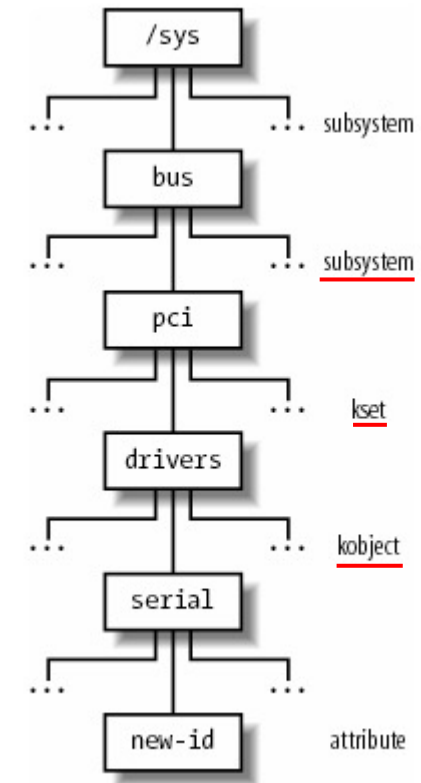 /sys
... ... subsystem
bus
... ... subsystem
pci
... ... kset
drivers
... ... kobject
serial
... ...
new-id attribute